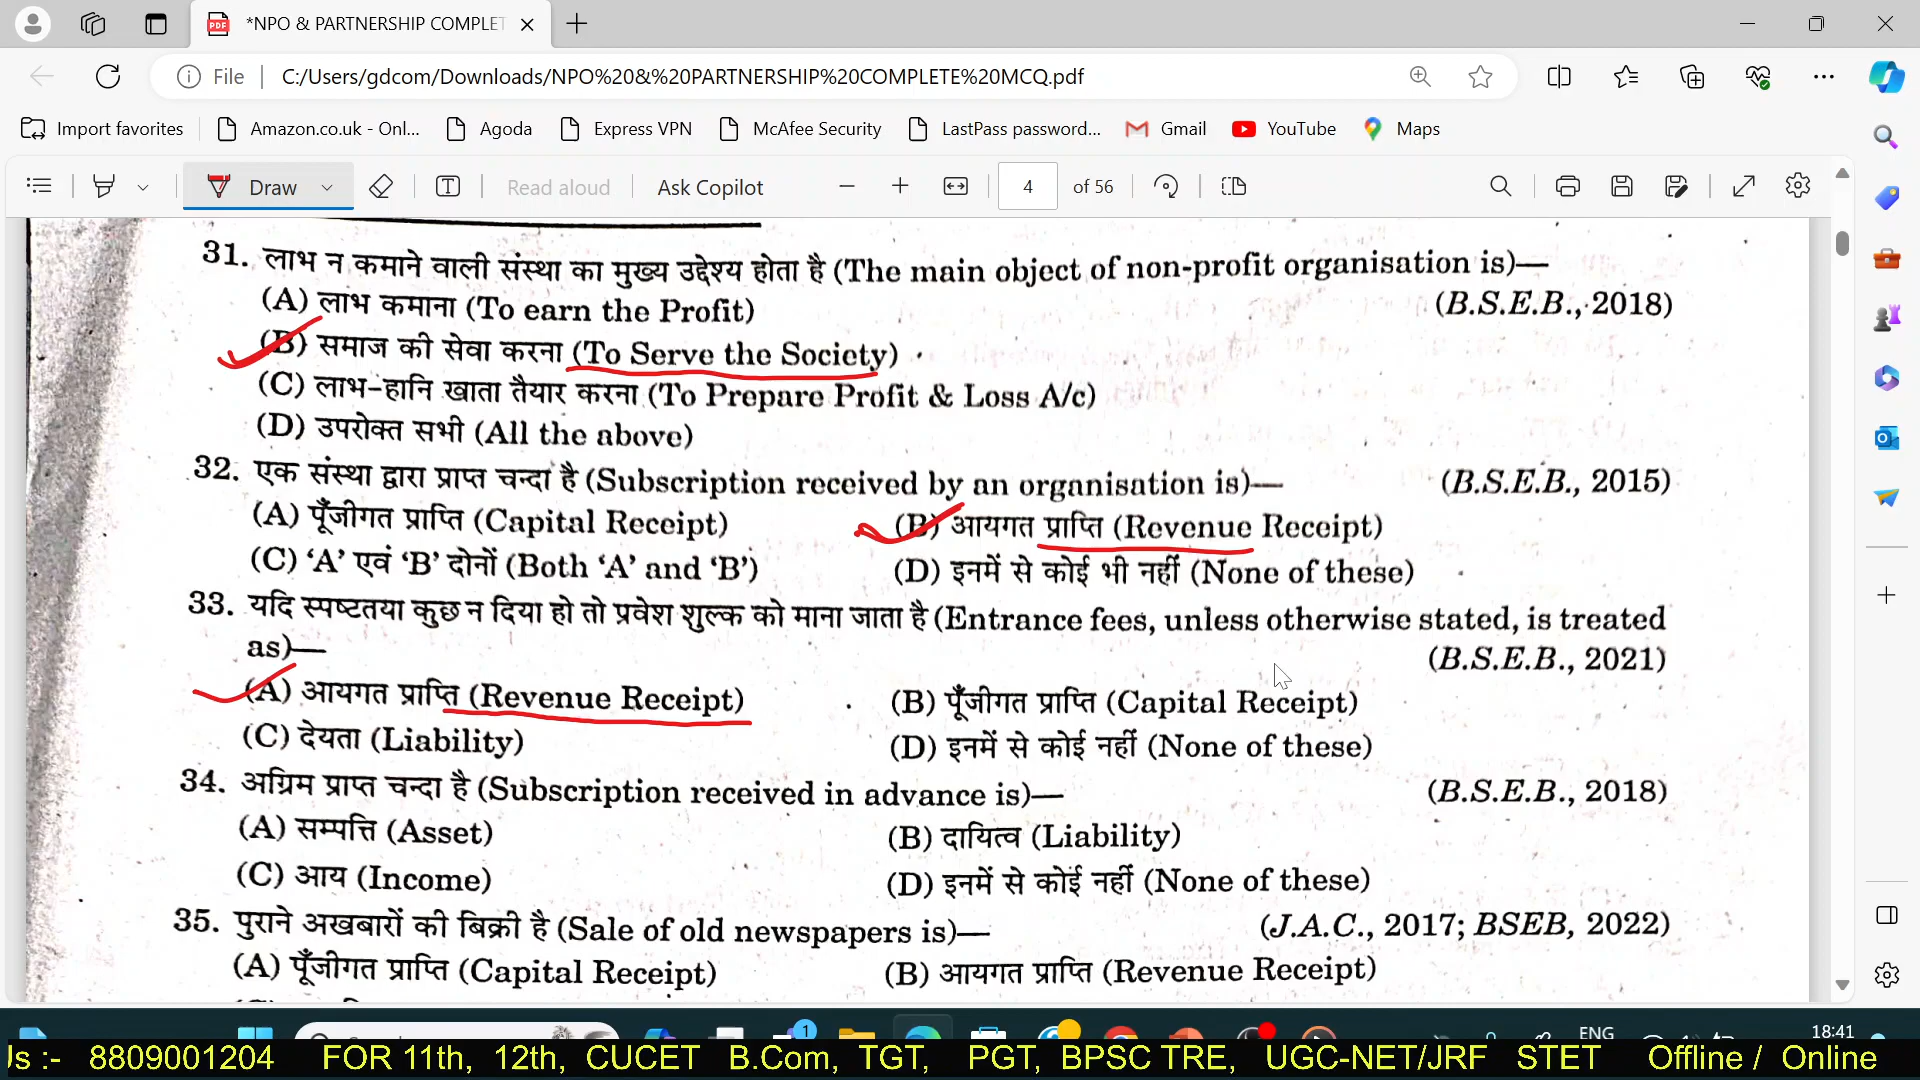 *NPO & PARTNERSHIP COMPLET
File C:/Users/gdcom/Downloads/NPO%20&%20PARTNERSHIP%20COMPLETE%20MCQ.pdf
Import favorites Amazon.co.uk - Onl... Agoda Express VPN McAfee Security LastPass password... Gmail YouTube Maps
Draw Read aloud Ask Copilot 4 of 56
31. लाभ न कमाने वाली संस्था का मुख्य उद्देश्य होता है (The main object of non-profit organisation is)—
(A) लाभ कमाना (To earn the Profit) (B.S.E.B., 2018)
(B) समाज की सेवा करना (To Serve the Society)
(C) लाभ-हानि खाता तैयार करना (To Prepare Profit & Loss A/c)
(D) उपरोक्त सभी (All the above)
32. एक संस्था द्वारा प्राप्त चन्दा है (Subscription received by an organisation is)— (B.S.E.B., 2015)
(A) पूँजीगत प्राप्ति (Capital Receipt) (B) आयगत प्राप्ति (Revenue Receipt)
(C) ‘A’ एवं ‘B’ दोनों (Both ‘A’ and ‘B’) (D) इनमें से कोई भी नहीं (None of these)
33. यदि स्पष्टतया कुछ न दिया हो तो प्रवेश शुल्क को माना जाता है (Entrance fees, unless otherwise stated, is treated
as)— (B.S.E.B., 2021)
(A) आयगत प्राप्ति (Revenue Receipt) (B) पूँजीगत प्राप्ति (Capital Receipt)
(C) देयता (Liability) (D) इनमें से कोई नहीं (None of these)
34. अग्रिम प्राप्त चन्दा है (Subscription received in advance is)— (B.S.E.B., 2018)
(A) सम्पत्ति (Asset) (B) दायित्व (Liability)
(C) आय (Income) (D) इनमें से कोई नहीं (None of these)
35. पुराने अखबारों की बिक्री है (Sale of old newspapers is)— (J.A.C., 2017; BSEB, 2022)
(A) पूँजीगत प्राप्ति (Capital Receipt) (B) आयगत प्राप्ति (Revenue Receipt)
1 ENG 18:41
Us :- 8809001204 FOR 11th, 12th, CUCET B.Com, TGT, PGT, BPSC TRE, UGC-NET/JRF STET Offline / Online